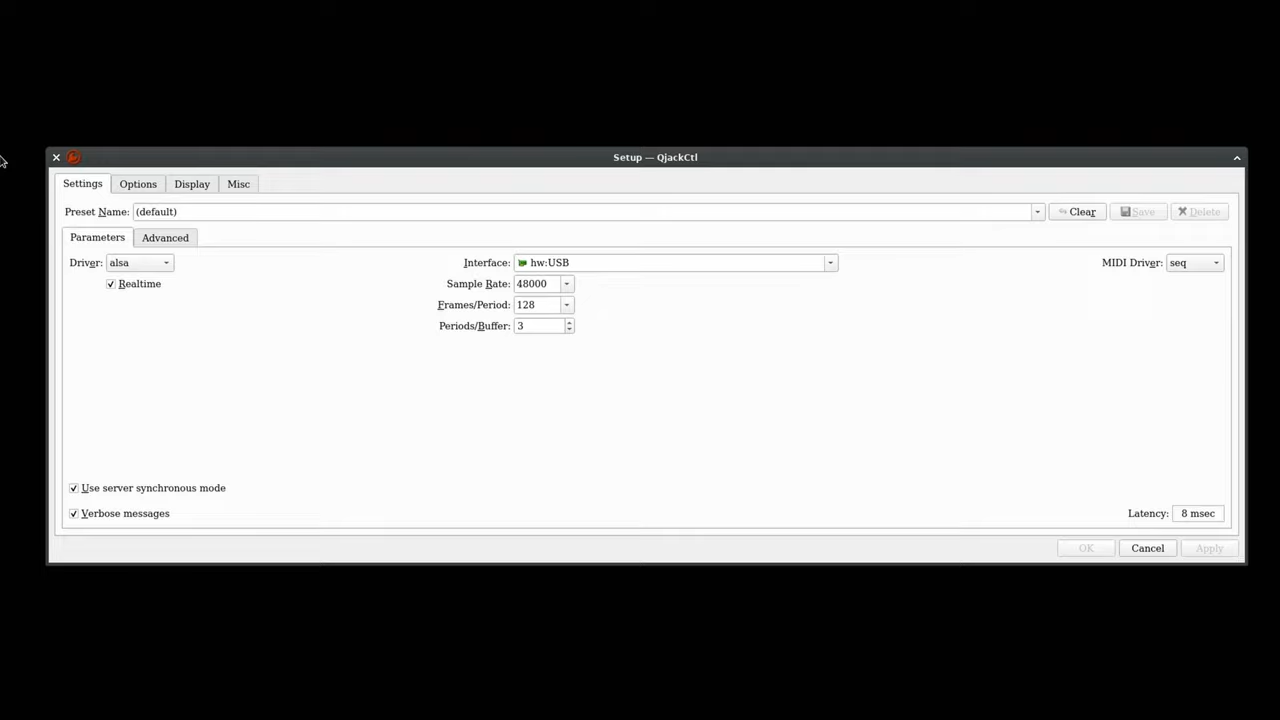 Setup — QjackCtl
Settings Options Display Misc
Preset Name: (default) Clear Save Delete
Parameters Advanced
Driver: alsa Interface: hw:USB MIDI Driver: seq
Realtime Sample Rate: 48000
Frames/Period: 128
Periods/Buffer: 3
Use server synchronous mode
Verbose messages Latency: 8 msec
OK Cancel Apply